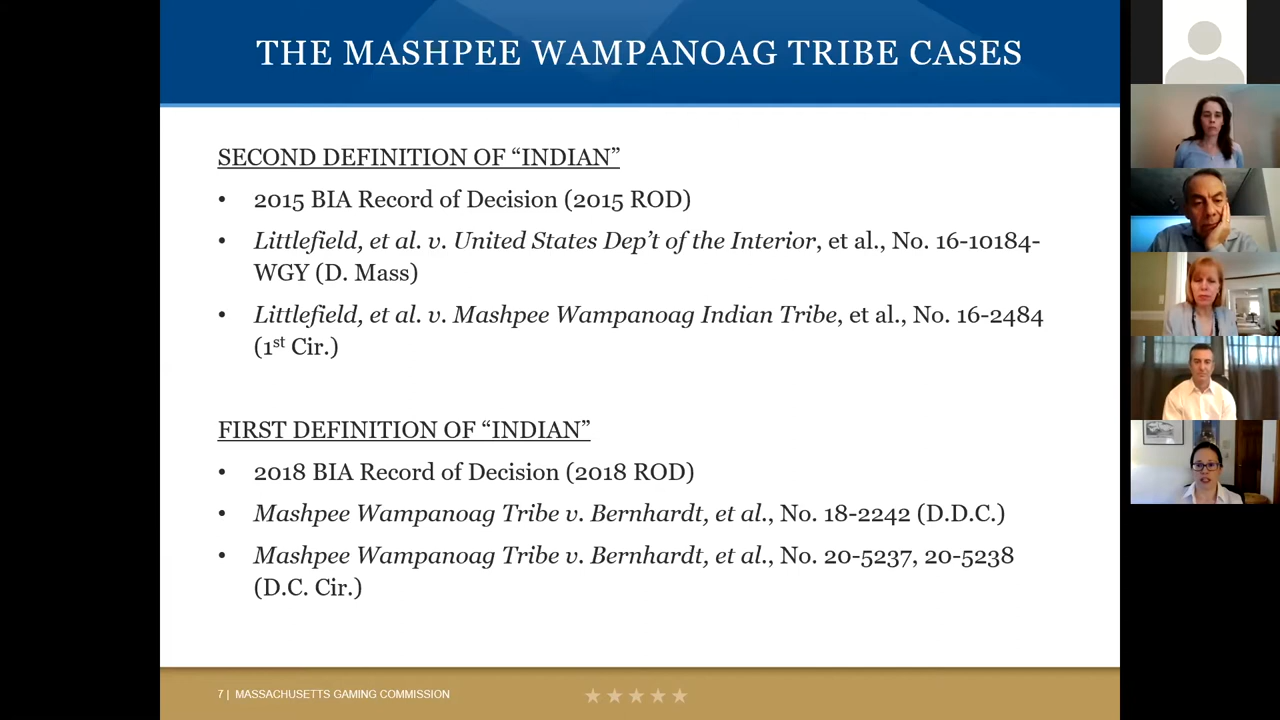 THE MASHPEE WAMPANOAG TRIBE CASES
SECOND DEFINITION OF “INDIAN”
• 2015 BIA Record of Decision (2015 ROD)
• Littlefield, et al. v. United States Dep’t of the Interior, et al., No. 16-10184-
WGY (D. Mass)
• Littlefield, et al. v. Mashpee Wampanoag Indian Tribe, et al., No. 16-2484
(1st Cir.)
FIRST DEFINITION OF “INDIAN”
• 2018 BIA Record of Decision (2018 ROD)
• Mashpee Wampanoag Tribe v. Bernhardt, et al., No. 18-2242 (D.D.C.)
• Mashpee Wampanoag Tribe v. Bernhardt, et al., No. 20-5237, 20-5238
(D.C. Cir.)
7 | MASSACHUSETTS GAMING COMMISSION